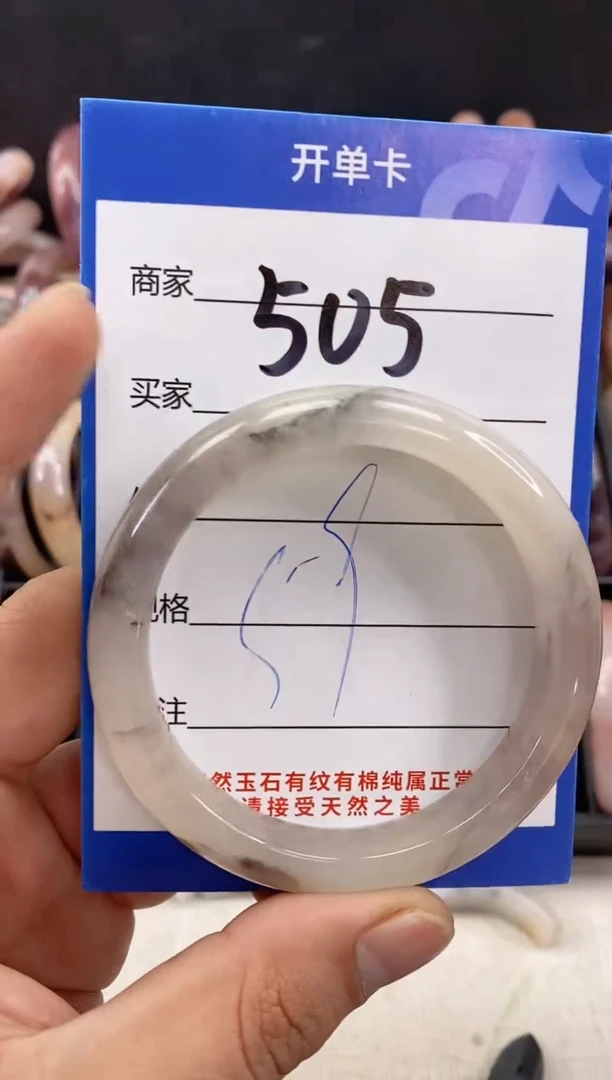 开单卡
商家 505
买家
格
注
然玉石有纹有棉纯属正常
请接受天然之美